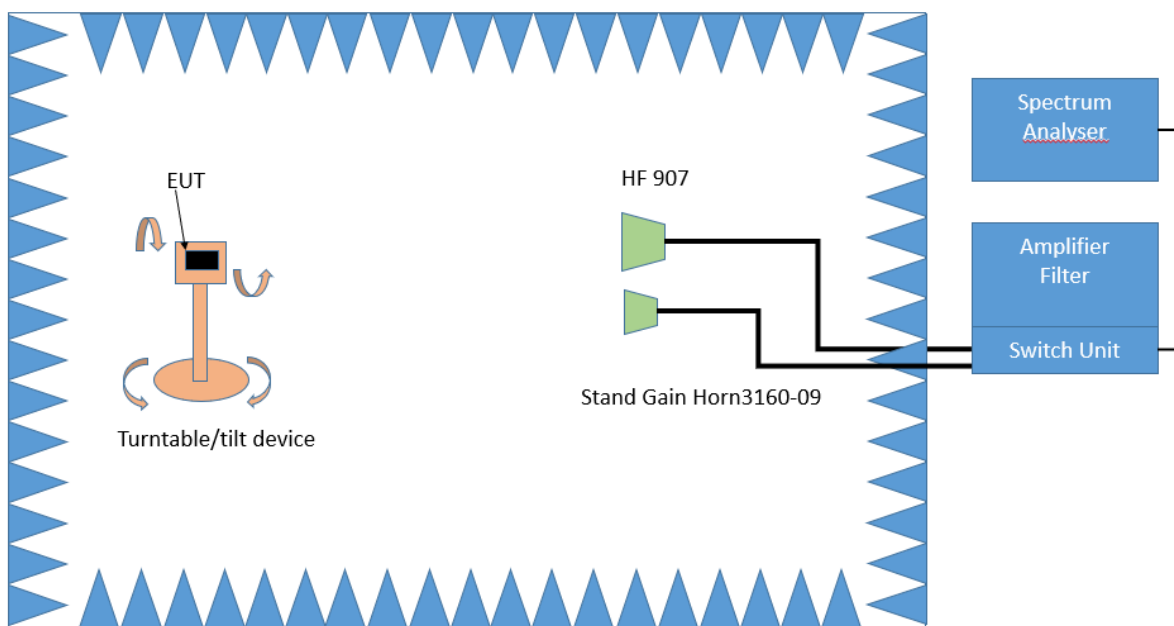 EUT
Turntable/tilt device
HF 907
Stand Gain Horn3160-09
Spectrum
Analyser
Amplifier
Filter
Switch Unit